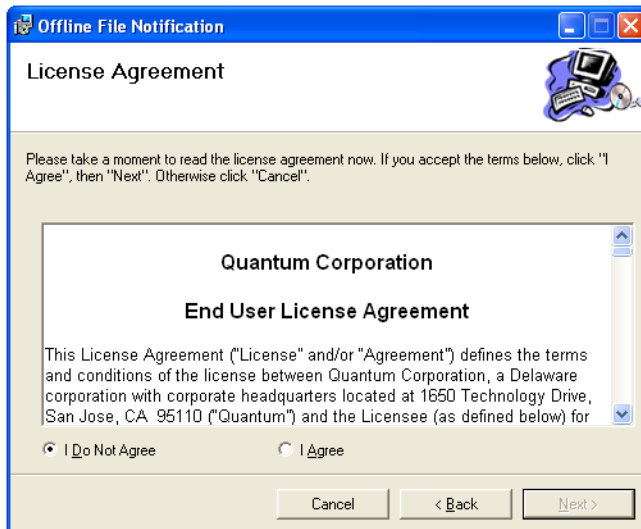 Offline File Notification
License Agreement
Please take a moment to read the license agreement now. If you accept the terms below, click "I
Agree", then "Next". Otherwise click "Cancel".
Quantum Corporation
End User License Agreement
This License Agreement ("License" and/or "Agreement") defines the terms
and conditions of the license between Quantum Corporation, a Delaware
corporation with corporate headquarters located at 1650 Technology Drive,
San Jose, CA  95110 ("Quantum") and the Licensee (as defined below) for
I Do Not Agree
I Agree
Cancel
< Back
Next >